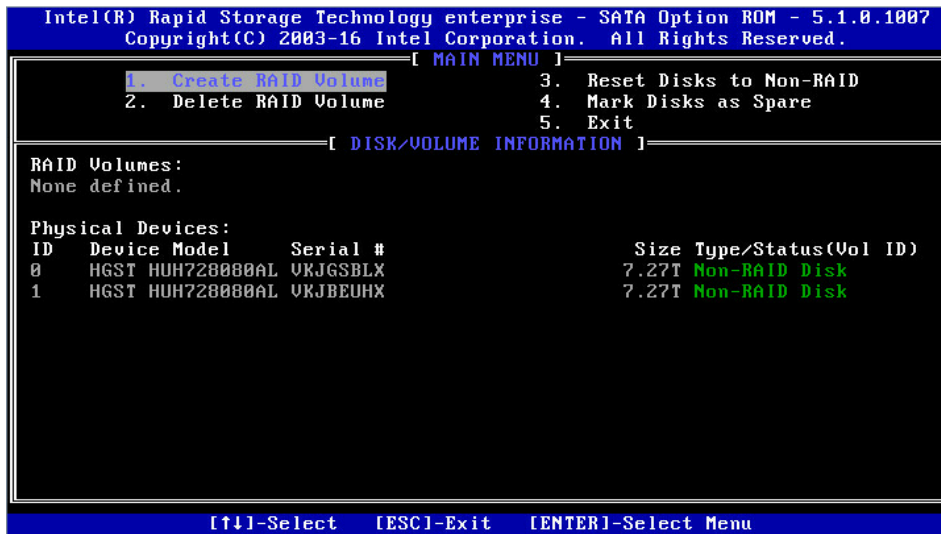 Intel(R) Rapid Storage Technology enterprise - SATA Option ROM - 5.1.0.1007
Copyright(C) 2003-16 Intel Corporation.  All Rights Reserved.
[ MAIN MENU ]
1.  Create RAID Volume          3.  Reset Disks to Non-RAID
2.  Delete RAID Volume          4.  Mark Disks as Spare
5.  Exit
[ DISK/VOLUME INFORMATION ]
RAID Volumes:
None defined.
Physical Devices:
ID   Device Model     Serial #                     Size Type/Status(Vol ID)
0    HGST HUH728080AL VKJGSBLX                    7.27T Non-RAID Disk
1    HGST HUH728080AL VKJBEUHX                    7.27T Non-RAID Disk
[↑↓]-Select   [ESC]-Exit   [ENTER]-Select Menu